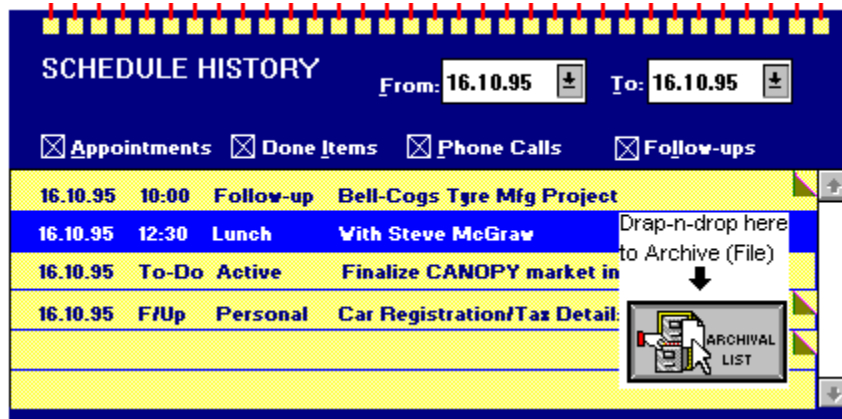 SCHEDULE HISTORY From: 16.10.95 To: 16.10.95
Appointments Done Items Phone Calls Follow-ups
16.10.95 10:00 Follow-up Bell-Cogs Tyre Mfg Project
16.10.95 12:30 Lunch With Steve McGraw
Drap-n-drop here
to Archive (File)
16.10.95 To-Do Active Finalize CANOPY market in
16.10.95 F/Up Personal Car Registration/Tax Detail
ARCHIVAL
LIST